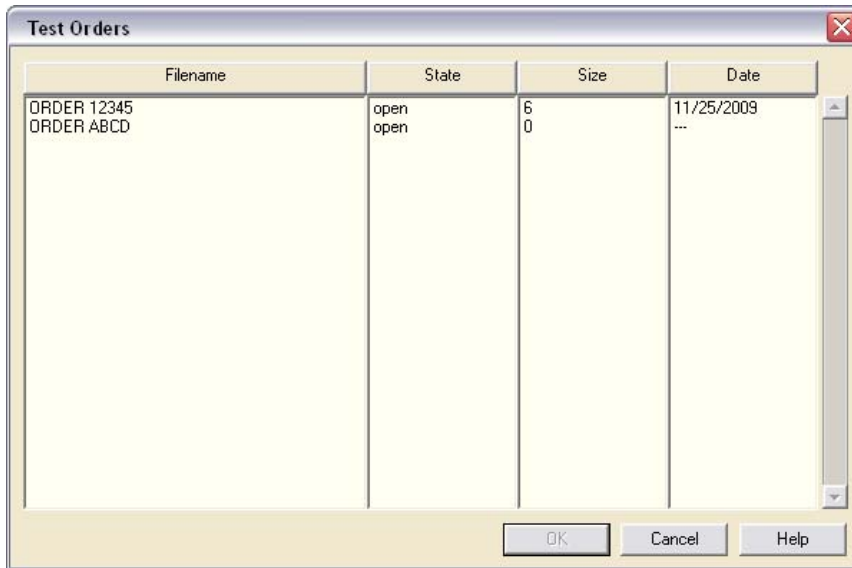 Test Orders
Filename State Size Date
ORDER 12345 open 6 11/25/2009
ORDER ABCD open 0 ---
OK Cancel Help